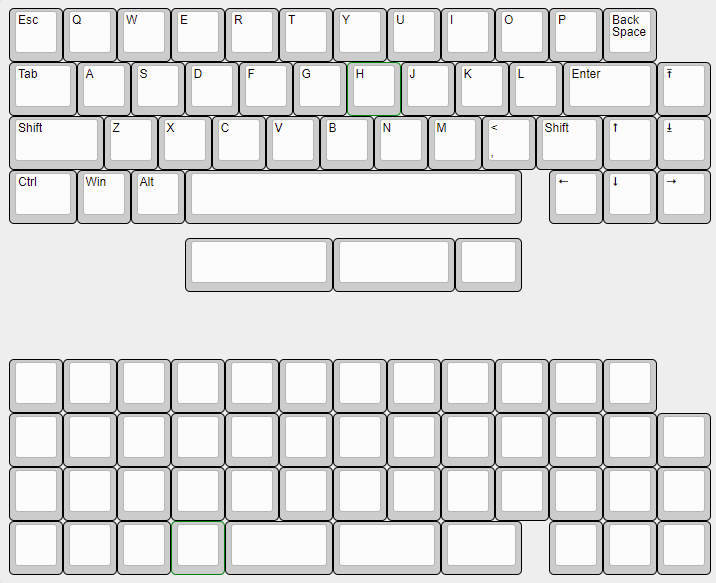 Esc Q W E R T Y U I O P Back
Space
Tab A S D F G H J K L Enter ⤒
Shift Z X C V B N M < Shift ↑ ⤓
,
Ctrl Win Alt ← ↓ →